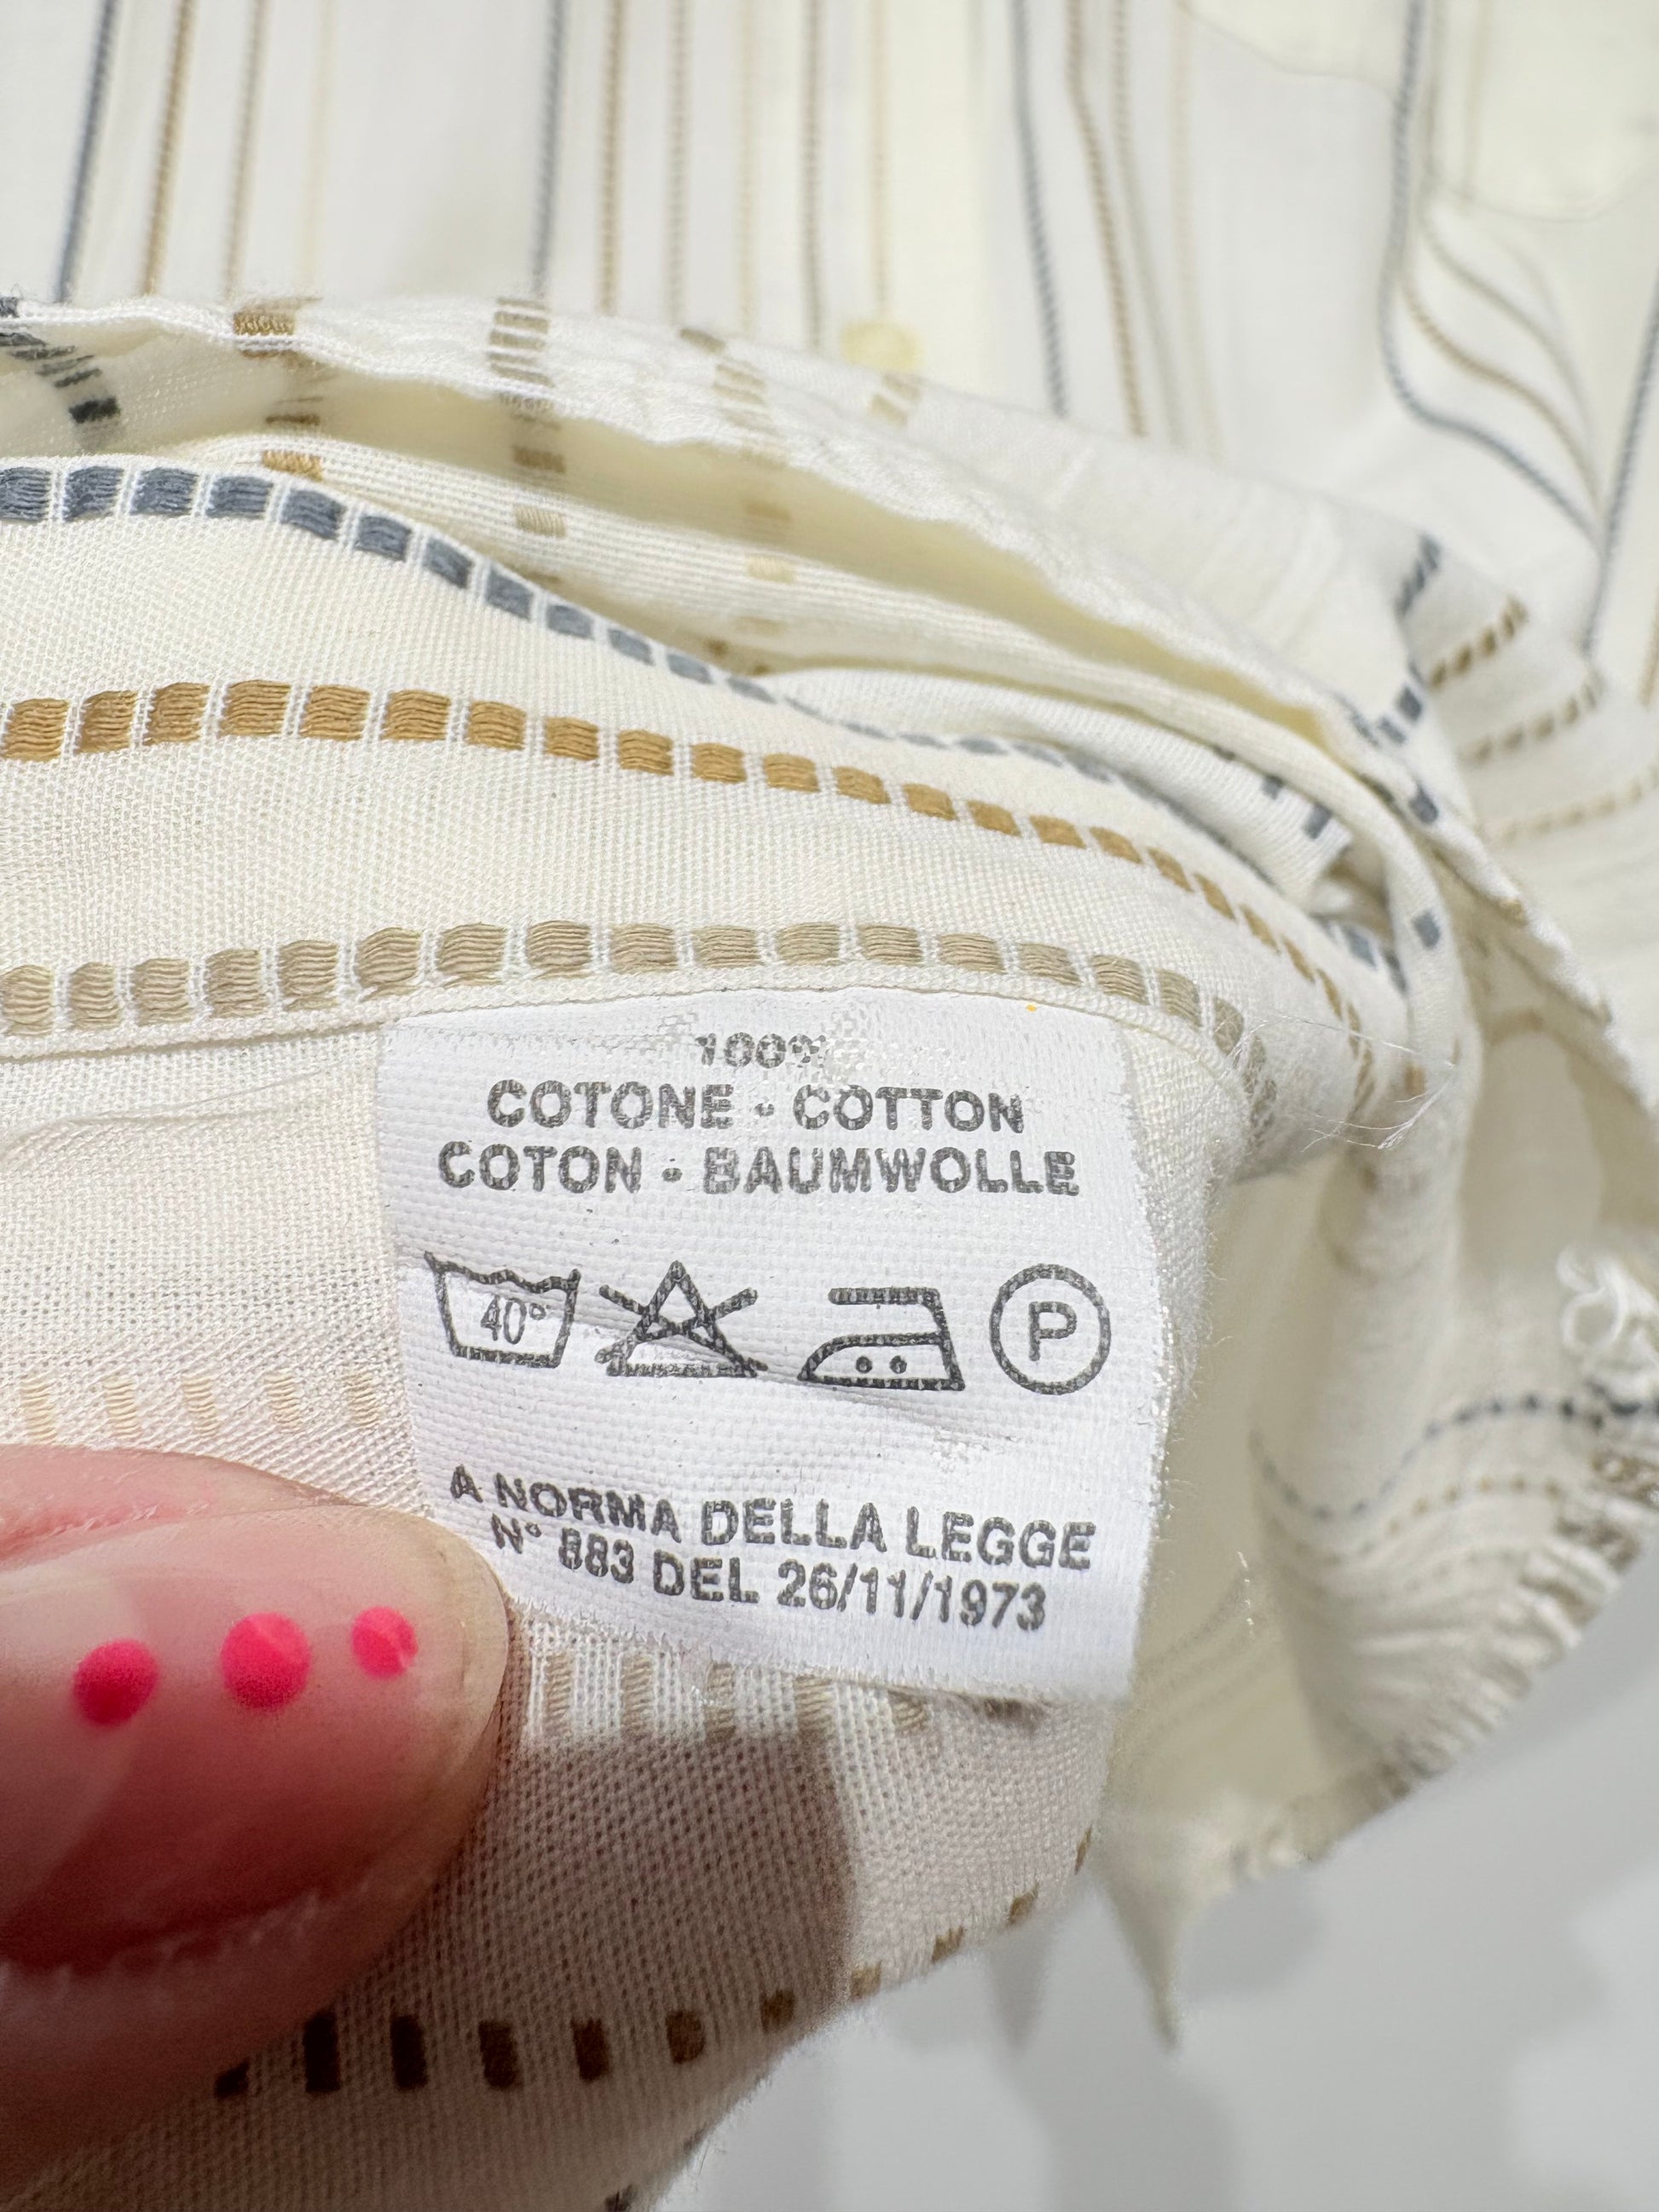 100%
COTONE - COTTON
COTON - BAUMWOLLE
40° P
A NORMA DELLA LEGGE
N° 883 DEL 26/11/1973